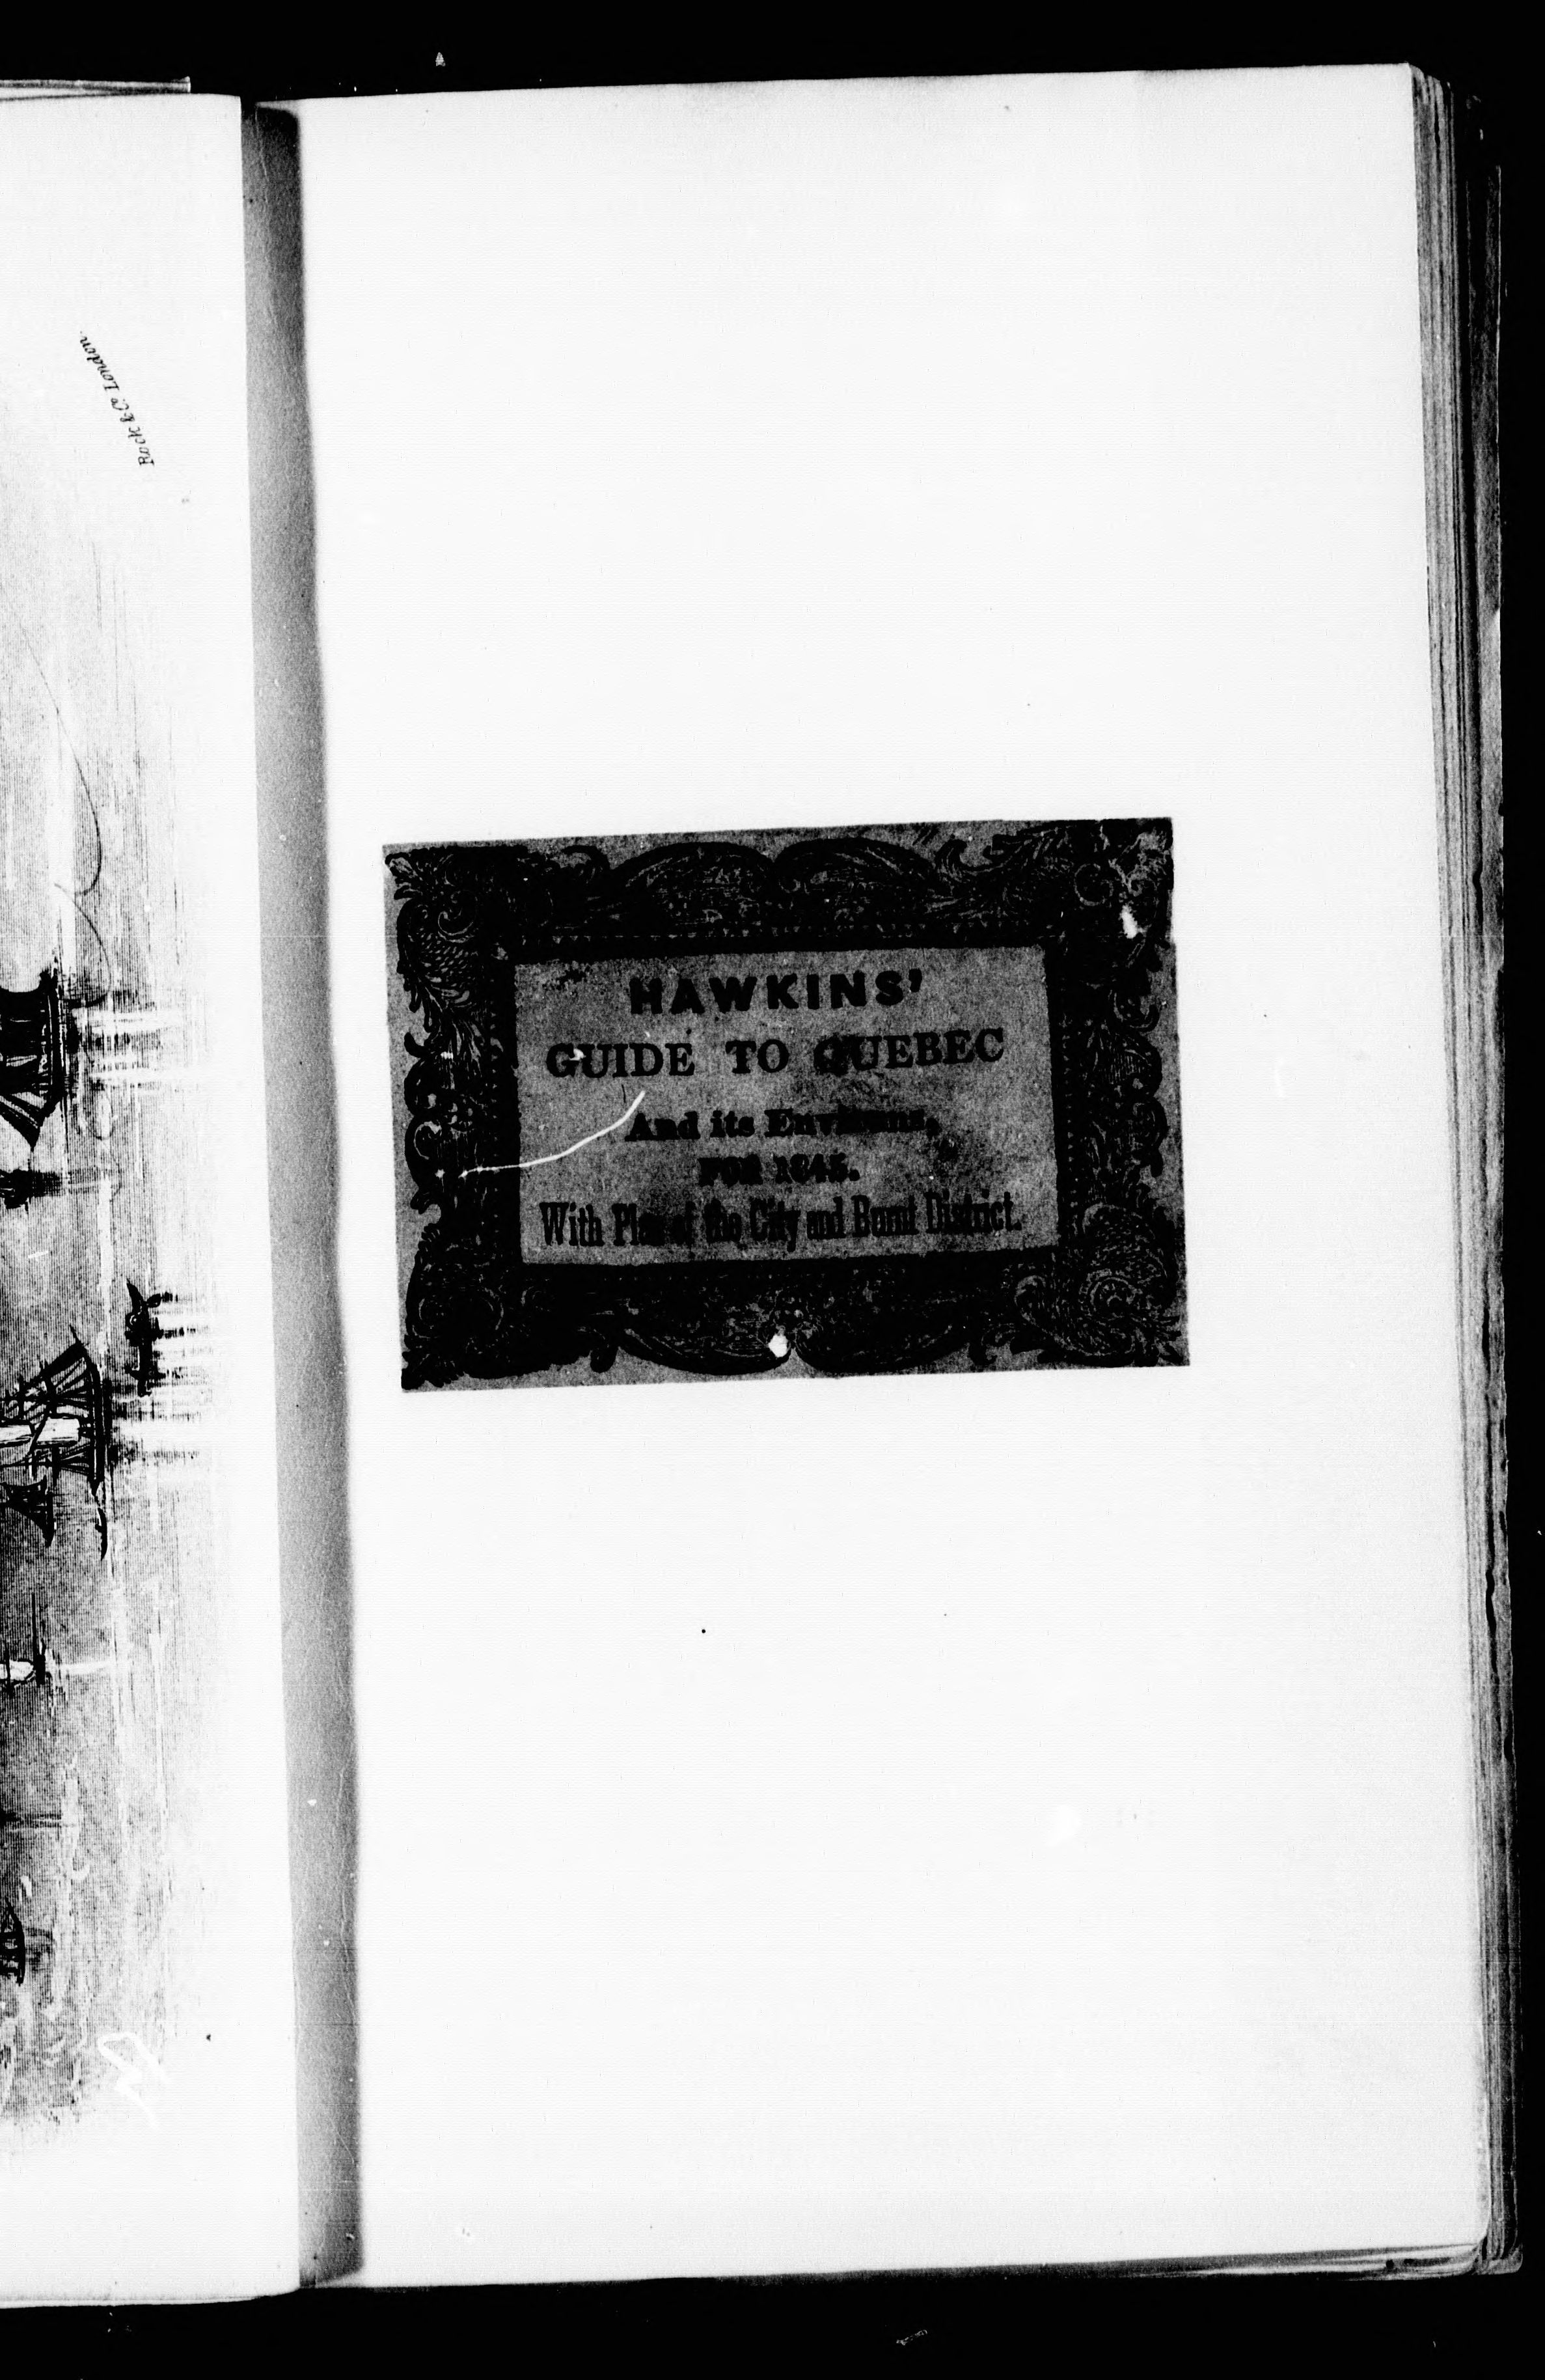 Rock & Co. London.
HAWKINS'
GUIDE TO QUEBEC
And its Environs,
FOR 1845.
With Plan of the City and Burnt District.